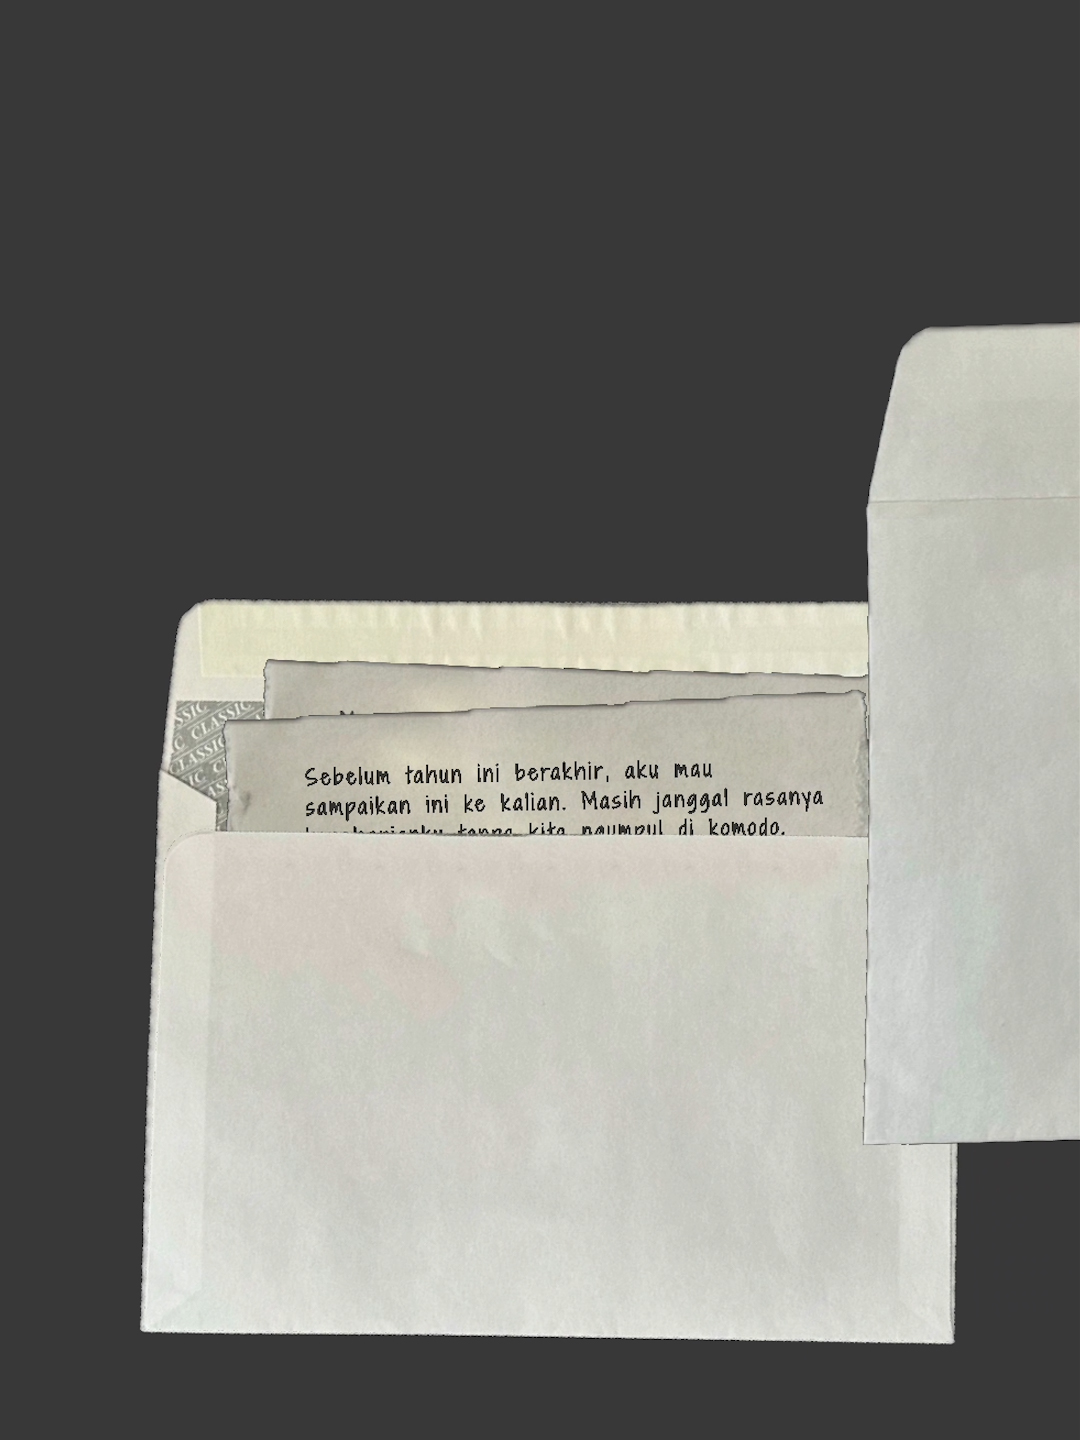 CLASSIC
CLASSIC
CLASSIC
Sebelum tahun ini berakhir, aku mau
sampaikan ini ke kalian. Masih janggal rasanya
tanpa kita ngumpul di komodo.